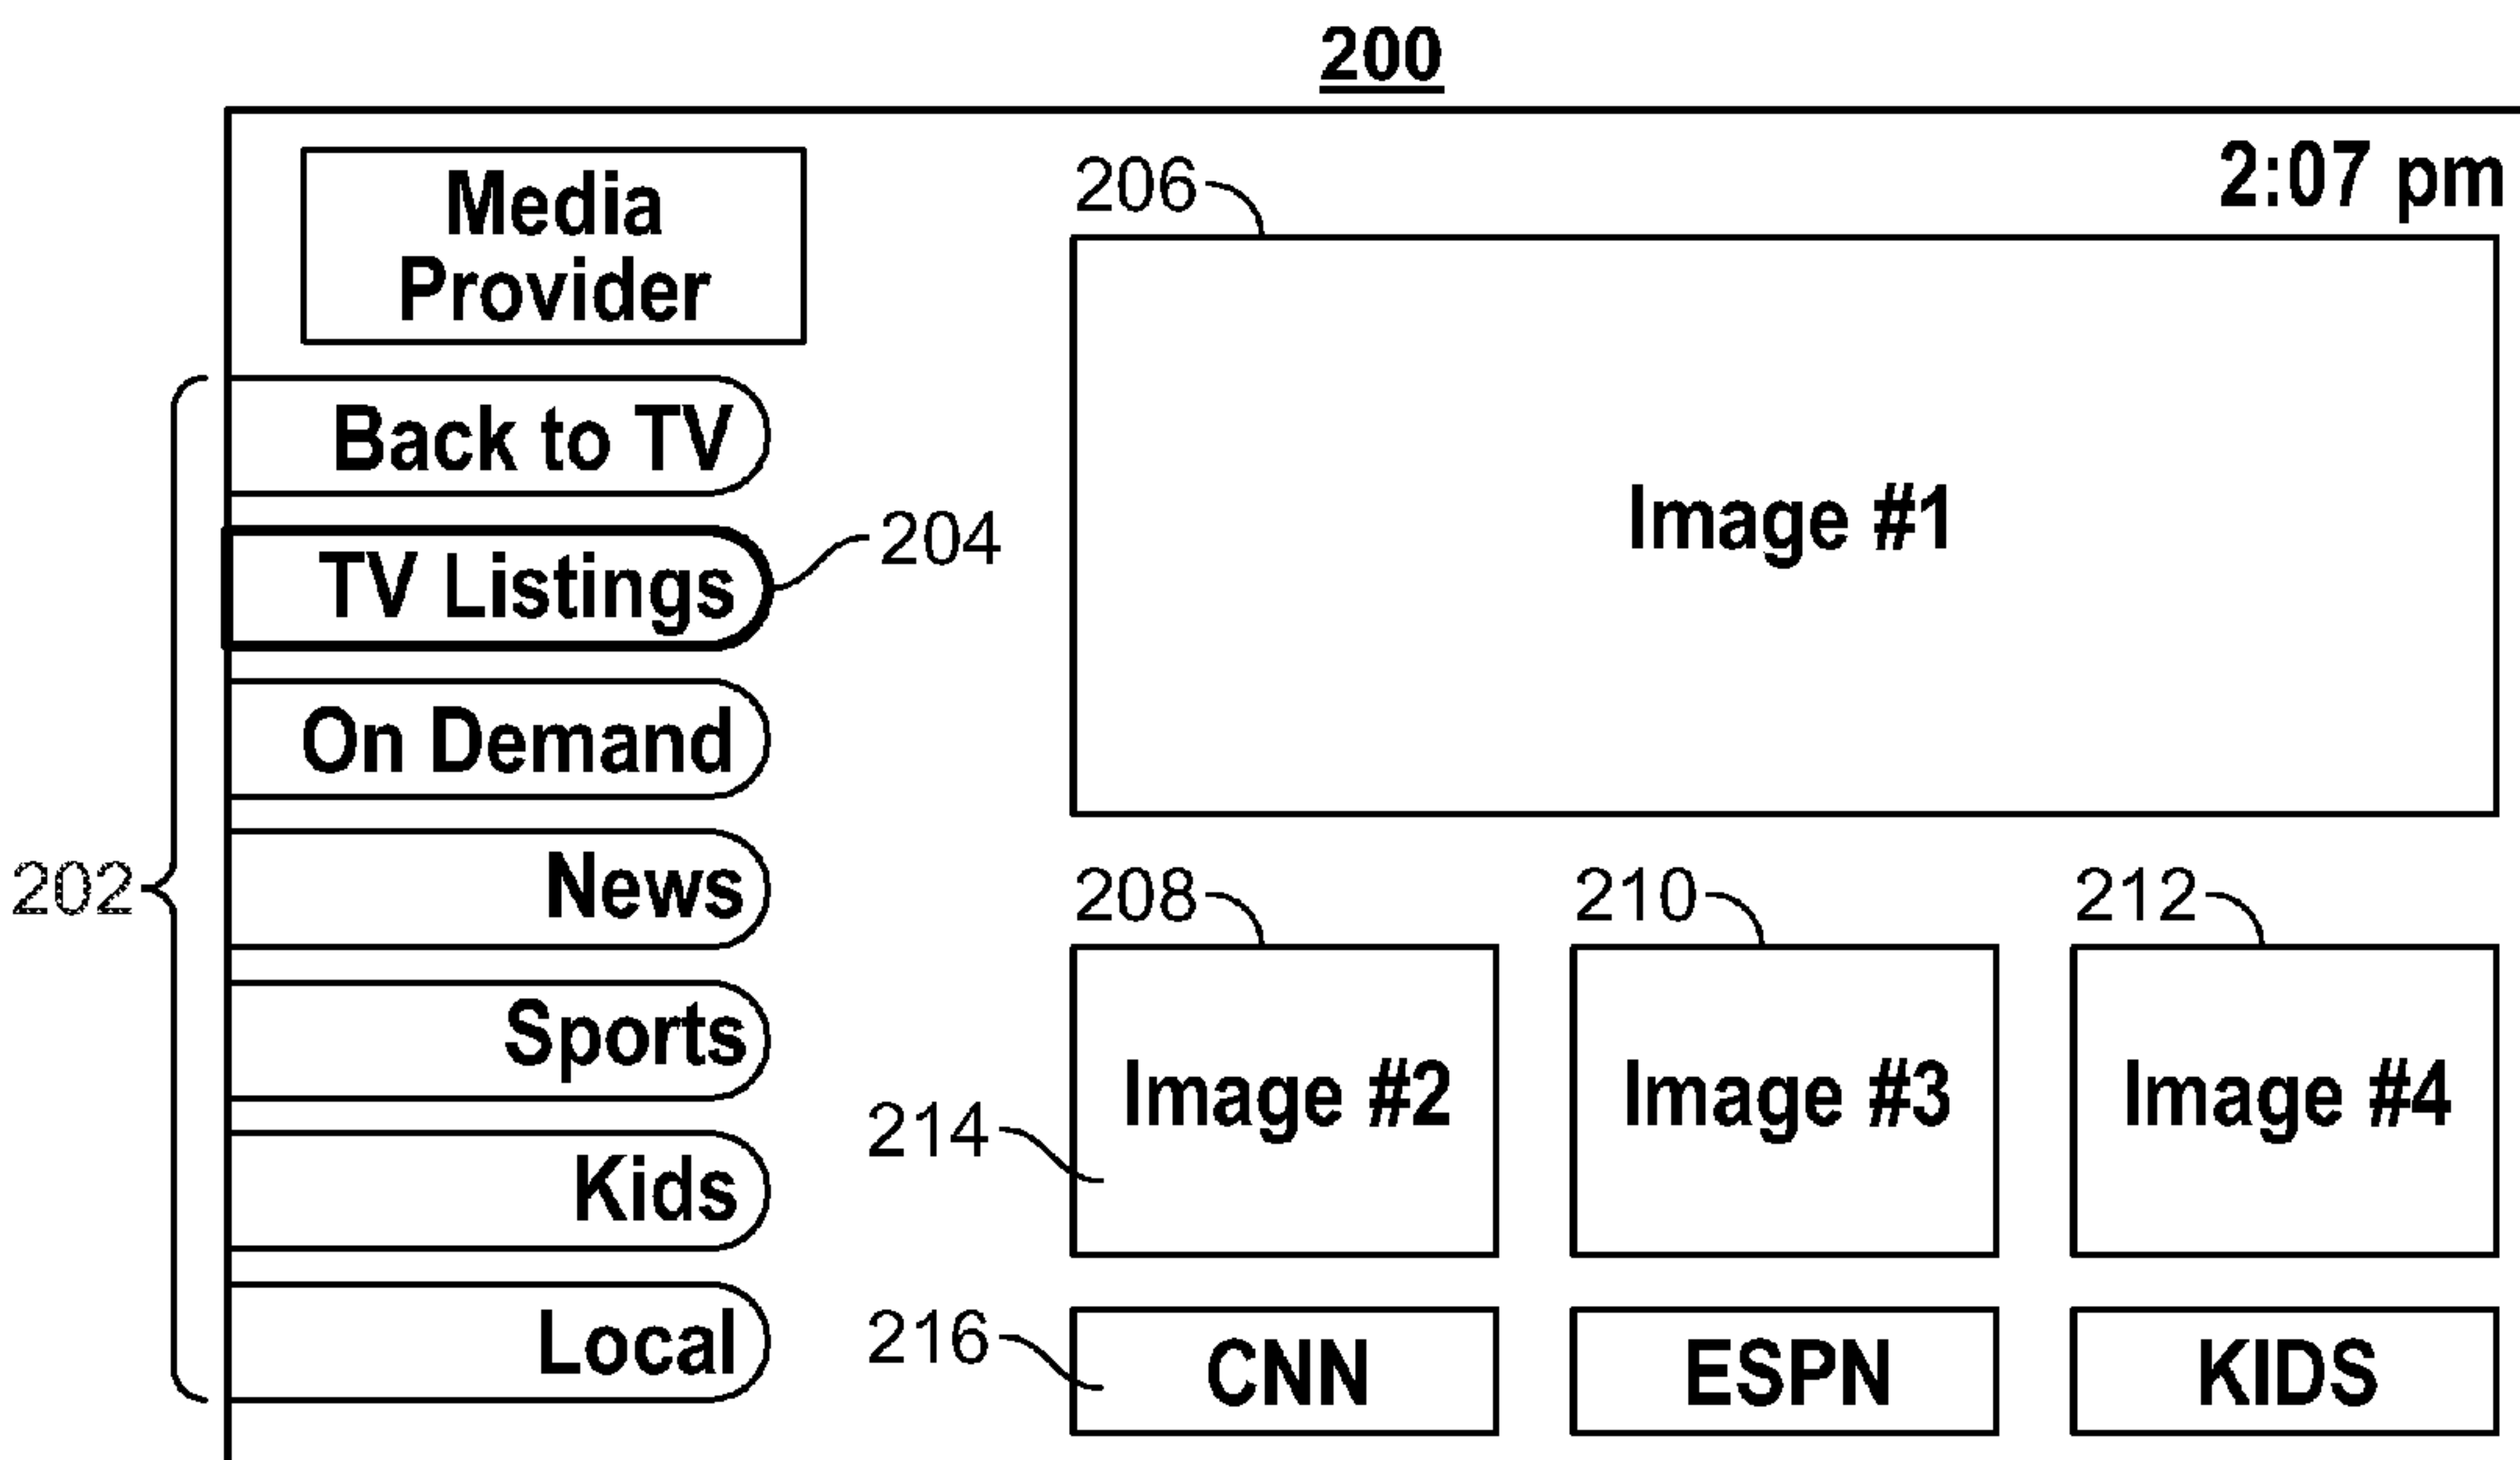 200
2:07 pm
Media
Provider
206
Back to TV
Image #1
TV Listings
204
On Demand
202
News
208
210
212
Sports
Image #2
Image #3
Image #4
214
Kids
Local
216
CNN
ESPN
KIDS